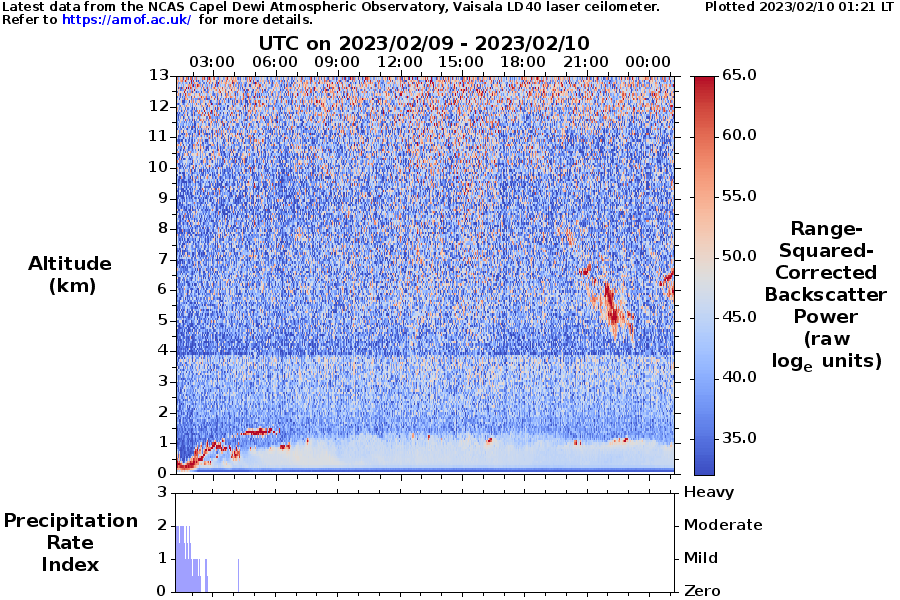 Latest data from the NCAS Capel Dewi Atmospheric Observatory, Vaisala LD40 laser ceilometer. Plotted 2023/02/10 01:21 LT
Refer to https://amof.ac.uk/ for more details.
UTC on 2023/02/09 - 2023/02/10
03:00 06:00 09:00 12:00 15:00 18:00 21:00 00:00
13
12
11
10
9
8
7
6
5
4
3
2
1
0
Altitude
(km)
65.0
60.0
55.0
50.0
45.0
40.0
35.0
Range-
Squared-
Corrected
Backscatter
Power
(raw
loge units)
3
2
1
0
Precipitation
Rate
Index
Heavy
Moderate
Mild
Zero